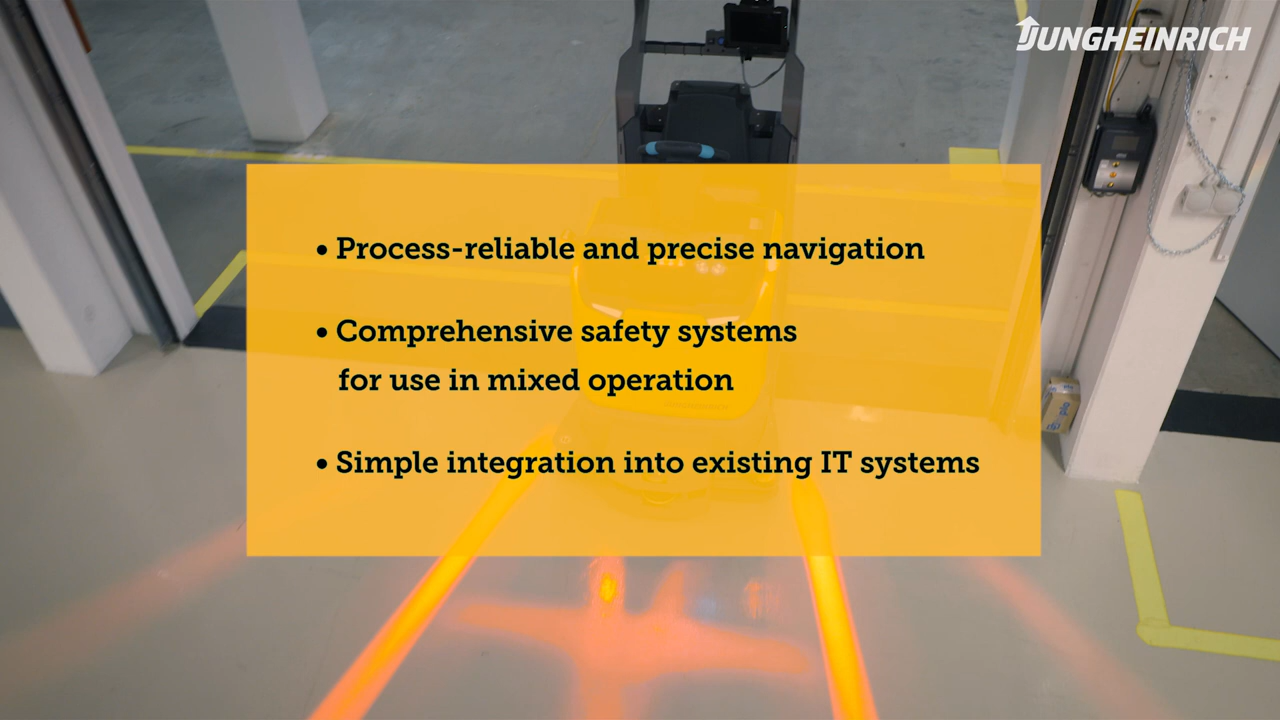 JUNGHEINRICH
• Process-reliable and precise navigation
• Comprehensive safety systems
for use in mixed operation
• Simple integration into existing IT systems